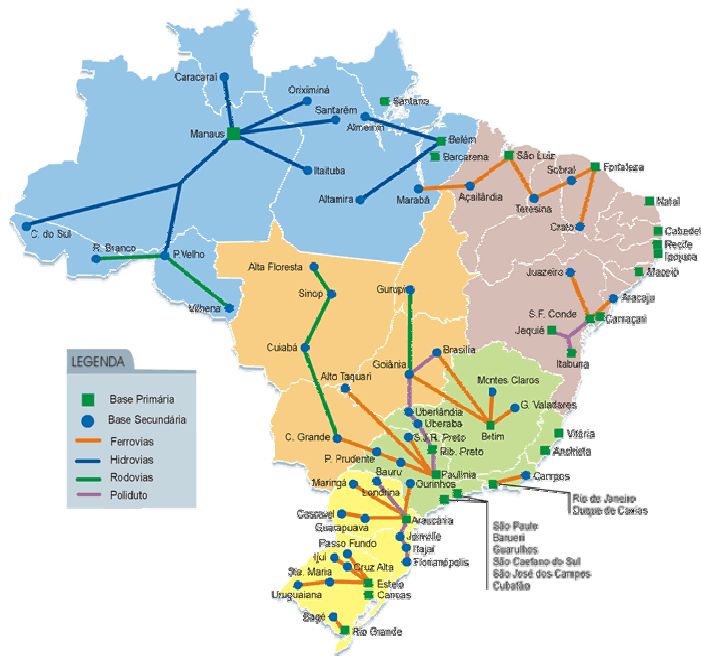 Caracaraí
Oriximiná
Santarém
Almeirim
Santana
Manaus
Belém
Barcarena
Itaituba
Altamira
Marabá
Açailândia
São Luiz
Sobral
Fortaleza
Teresina
Crato
Natal
Cabedel
Recife
Ipojuca
Maceió
C. do Sul
R. Branco
P.Velho
Vilhena
Alta Floresta
Sinop
Gurupi
Juazeiro
Aracaju
S.F. Conde
Camaçari
Jequié
Itabuna
Cuiabá
Goiânia
Brasília
Alto Taquari
Montes Claros
G. Valadares
Uberlândia
Uberaba
Betim
Vitória
Anchieta
C. Grande
S.J.R. Preto
Rib. Preto
P. Prudente
Bauru
Paulínia
Ourinhos
Campos
Maringá
Londrina
Cascavel
Guarapuava
Araucária
Rio de Janeiro
Duque de Caxias
Joinville
Itajaí
Florianópolis
São Paulo
Barueri
Guarulhos
São Caetano do Sul
São José dos Campos
Cubatão
Passo Fundo
Ijuí
Cruz Alta
Sta. Maria
Esteio
Uruguaiana
Canoas
Bagé
Rio Grande
LEGENDA
Base Primária
Base Secundária
Ferrovias
Hidrovias
Rodovias
Poliduto